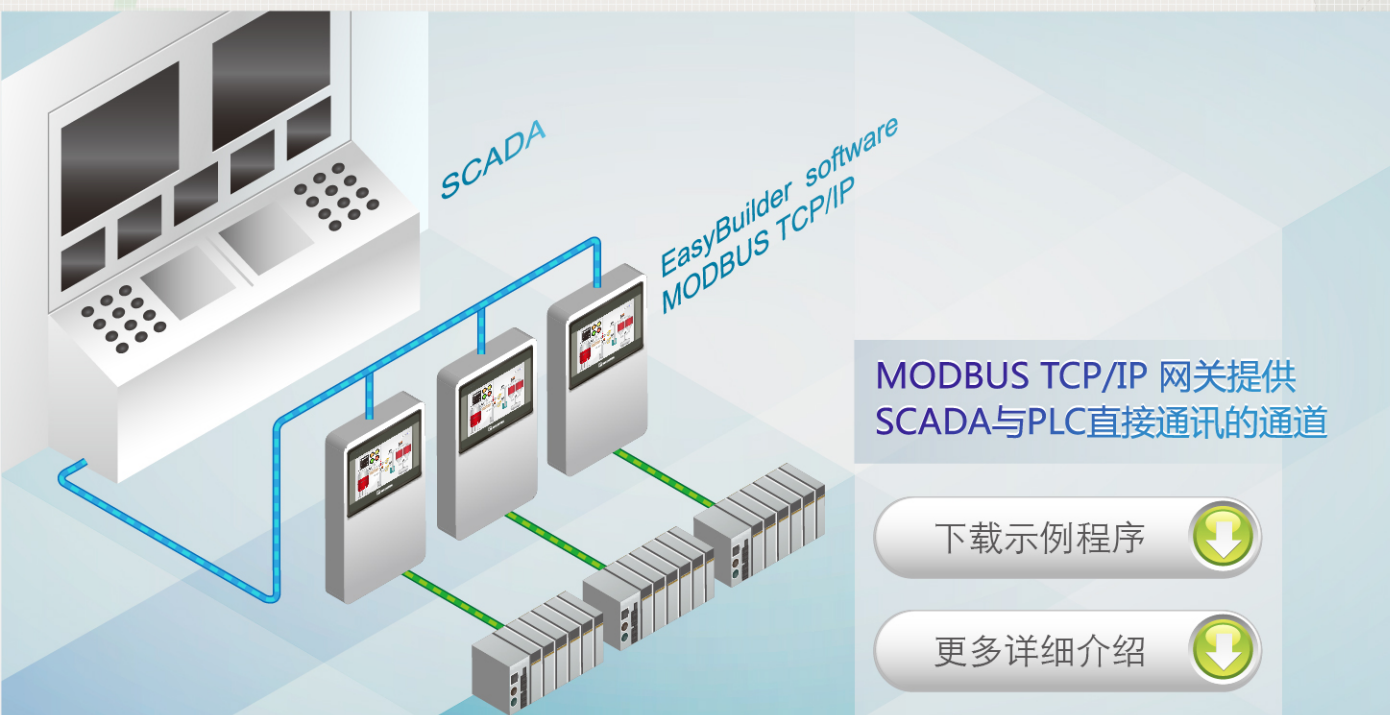 SCADA
EasyBuilder software
MODBUS TCP/IP
MODBUS TCP/IP 网关提供
SCADA与PLC直接通讯的通道
下载示例程序
更多详细介绍